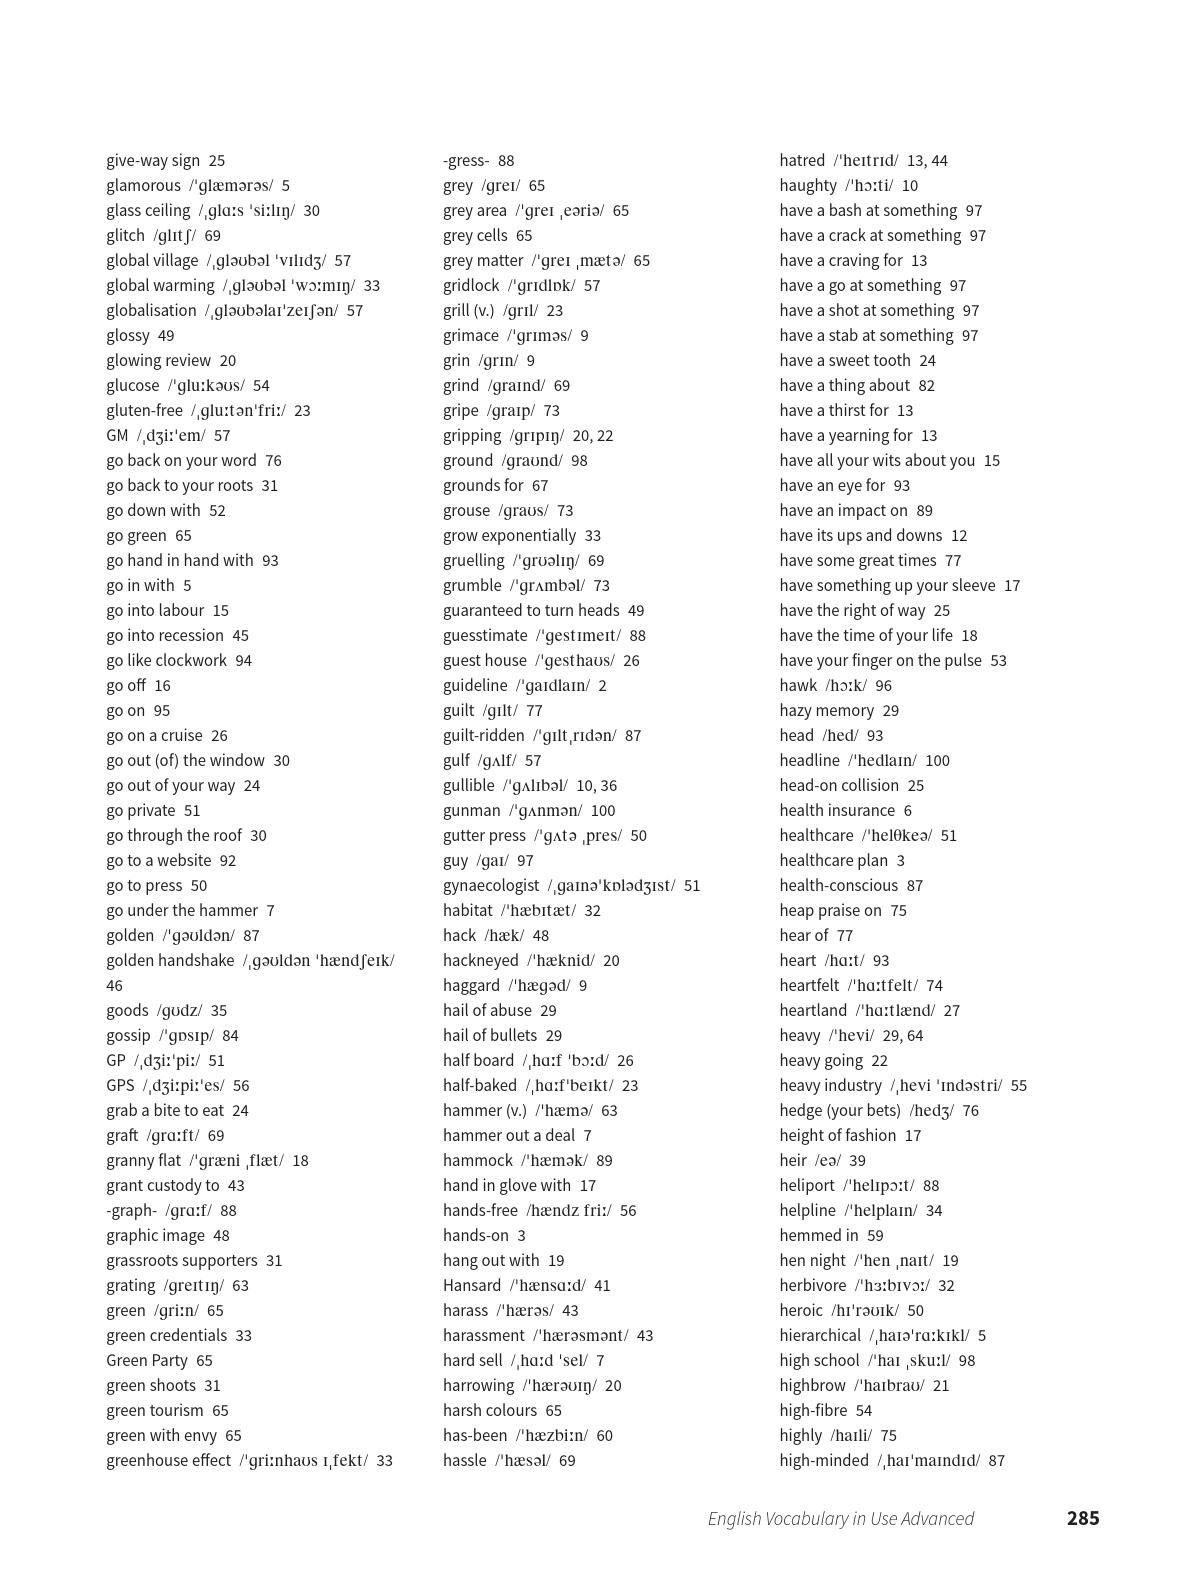 give-way sign 25
glamorous /ˈɡlæmərəs/ 5
glass ceiling /ˌɡlɑːs ˈsiːlɪŋ/ 30
glitch /ɡlɪtʃ/ 69
global village /ˌɡləʊbəl ˈvɪlɪdʒ/ 57
global warming /ˌɡləʊbəl ˈwɔːmɪŋ/ 33
globalisation /ˌɡləʊbəlaɪˈzeɪʃən/ 57
glossy 49
glowing review 20
glucose /ˈɡluːkəʊs/ 54
gluten-free /ˌɡluːtənˈfriː/ 23
GM /ˌdʒiːˈem/ 57
go back on your word 76
go back to your roots 31
go down with 52
go green 65
go hand in hand with 93
go in with 5
go into labour 15
go into recession 45
go like clockwork 94
go off 16
go on 95
go on a cruise 26
go out (of) the window 30
go out of your way 24
go private 51
go through the roof 30
go to a website 92
go to press 50
go under the hammer 7
golden /ˈɡəʊldən/ 87
golden handshake /ˌɡəʊldən ˈhændʃeɪk/
46
goods /ɡʊdz/ 35
gossip /ˈɡɒsɪp/ 84
GP /ˌdʒiːˈpiː/ 51
GPS /ˌdʒiːpiːˈes/ 56
grab a bite to eat 24
graft /ɡrɑːft/ 69
granny flat /ˈɡræni ˌflæt/ 18
grant custody to 43
-graph- /ɡrɑːf/ 88
graphic image 48
grassroots supporters 31
grating /ɡreɪtɪŋ/ 63
green /ɡriːn/ 65
green credentials 33
Green Party 65
green shoots 31
green tourism 65
green with envy 65
greenhouse effect /ˈɡriːnhaʊs ɪˌfekt/ 33
-gress- 88
grey /ɡreɪ/ 65
grey area /ˈɡreɪ ˌeəriə/ 65
grey cells 65
grey matter /ˈɡreɪ ˌmætə/ 65
gridlock /ˈɡrɪdlɒk/ 57
grill (v.) /ɡrɪl/ 23
grimace /ˈɡrɪməs/ 9
grin /ɡrɪn/ 9
grind /ɡraɪnd/ 69
gripe /ɡraɪp/ 73
gripping /ɡrɪpɪŋ/ 20, 22
ground /ɡraʊnd/ 98
grounds for 67
grouse /ɡraʊs/ 73
grow exponentially 33
gruelling /ˈɡrʊəlɪŋ/ 69
grumble /ˈɡrʌmbəl/ 73
guaranteed to turn heads 49
guesstimate /ˈɡestɪmeɪt/ 88
guest house /ˈɡesthaʊs/ 26
guideline /ˈɡaɪdlaɪn/ 2
guilt /ɡɪlt/ 77
guilt-ridden /ˈɡɪltˌrɪdən/ 87
gulf /ɡʌlf/ 57
gullible /ˈɡʌlɪbəl/ 10, 36
gunman /ˈɡʌnmən/ 100
gutter press /ˈɡʌtə ˌpres/ 50
guy /ɡaɪ/ 97
gynaecologist /ˌɡaɪnəˈkɒlədʒɪst/ 51
habitat /ˈhæbɪtæt/ 32
hack /hæk/ 48
hackneyed /ˈhæknid/ 20
haggard /ˈhæɡəd/ 9
hail of abuse 29
hail of bullets 29
half board /ˌhɑːf ˈbɔːd/ 26
half-baked /ˌhɑːfˈbeɪkt/ 23
hammer (v.) /ˈhæmə/ 63
hammer out a deal 7
hammock /ˈhæmək/ 89
hand in glove with 17
hands-free /hændz friː/ 56
hands-on 3
hang out with 19
Hansard /ˈhænsɑːd/ 41
harass /ˈhærəs/ 43
harassment /ˈhærəsmənt/ 43
hard sell /ˌhɑːd ˈsel/ 7
harrowing /ˈhærəʊɪŋ/ 20
harsh colours 65
has-been /ˈhæzbiːn/ 60
hassle /ˈhæsəl/ 69
hatred /ˈheɪtrɪd/ 13, 44
haughty /ˈhɔːti/ 10
have a bash at something 97
have a crack at something 97
have a craving for 13
have a go at something 97
have a shot at something 97
have a stab at something 97
have a sweet tooth 24
have a thing about 82
have a thirst for 13
have a yearning for 13
have all your wits about you 15
have an eye for 93
have an impact on 89
have its ups and downs 12
have some great times 77
have something up your sleeve 17
have the right of way 25
have the time of your life 18
have your finger on the pulse 53
hawk /hɔːk/ 96
hazy memory 29
head /hed/ 93
headline /ˈhedlaɪn/ 100
head-on collision 25
health insurance 6
healthcare /ˈhelθkeə/ 51
healthcare plan 3
health-conscious 87
heap praise on 75
hear of 77
heart /hɑːt/ 93
heartfelt /ˈhɑːtfelt/ 74
heartland /ˈhɑːtlænd/ 27
heavy /ˈhevi/ 29, 64
heavy going 22
heavy industry /ˌhevi ˈɪndəstri/ 55
hedge (your bets) /hedʒ/ 76
height of fashion 17
heir /eə/ 39
heliport /ˈhelɪpɔːt/ 88
helpline /ˈhelplaɪn/ 34
hemmed in 59
hen night /ˈhen ˌnaɪt/ 19
herbivore /ˈhɜːbɪvɔː/ 32
heroic /hɪˈrəʊɪk/ 50
hierarchical /ˌhaɪəˈrɑːkɪkl/ 5
high school /ˈhaɪ ˌskuːl/ 98
highbrow /ˈhaɪbraʊ/ 21
high-fibre 54
highly /haɪli/ 75
high-minded /ˌhaɪˈmaɪndɪd/ 87
English Vocabulary in Use Advanced 285